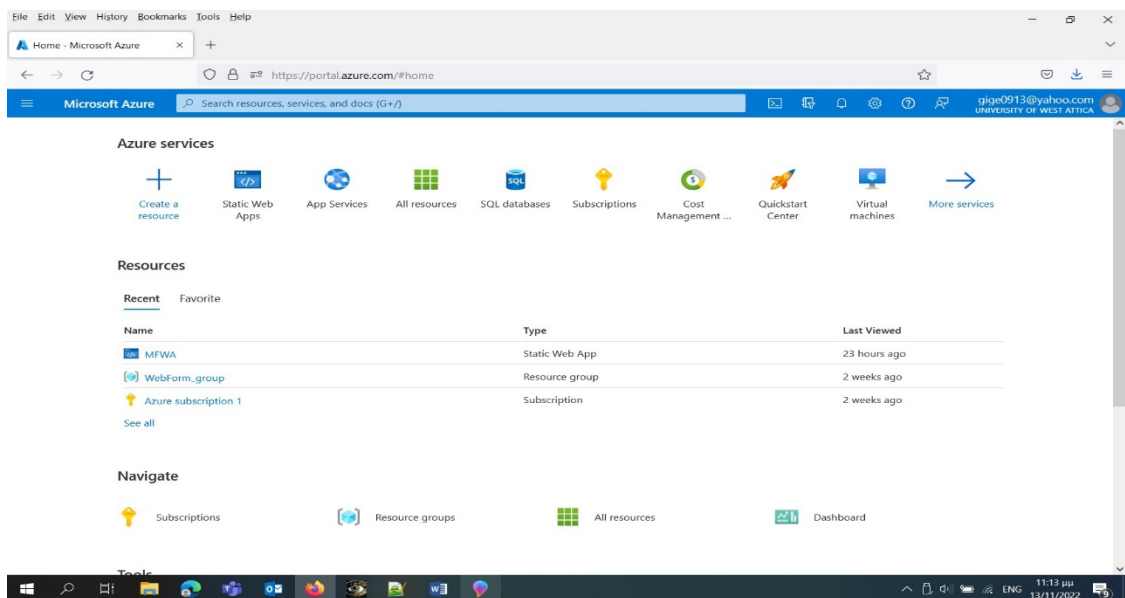 File Edit View History Bookmarks Tools Help
Home - Microsoft Azure
https://portal.azure.com/#home
Microsoft Azure
Search resources, services, and docs (G+/)
gige0913@yahoo.com
UNIVERSITY OF WEST ATTICA
Azure services
Create a resource
Static Web Apps
App Services
All resources
SQL databases
Subscriptions
Cost Management ...
Quickstart Center
Virtual machines
More services
Resources
Recent Favorite
Name Type Last Viewed
MFWA Static Web App 23 hours ago
WebForm_group Resource group 2 weeks ago
Azure subscription 1 Subscription 2 weeks ago
See all
Navigate
Subscriptions Resource groups All resources Dashboard
Tools
ENG
11:13 μμ
13/11/2022